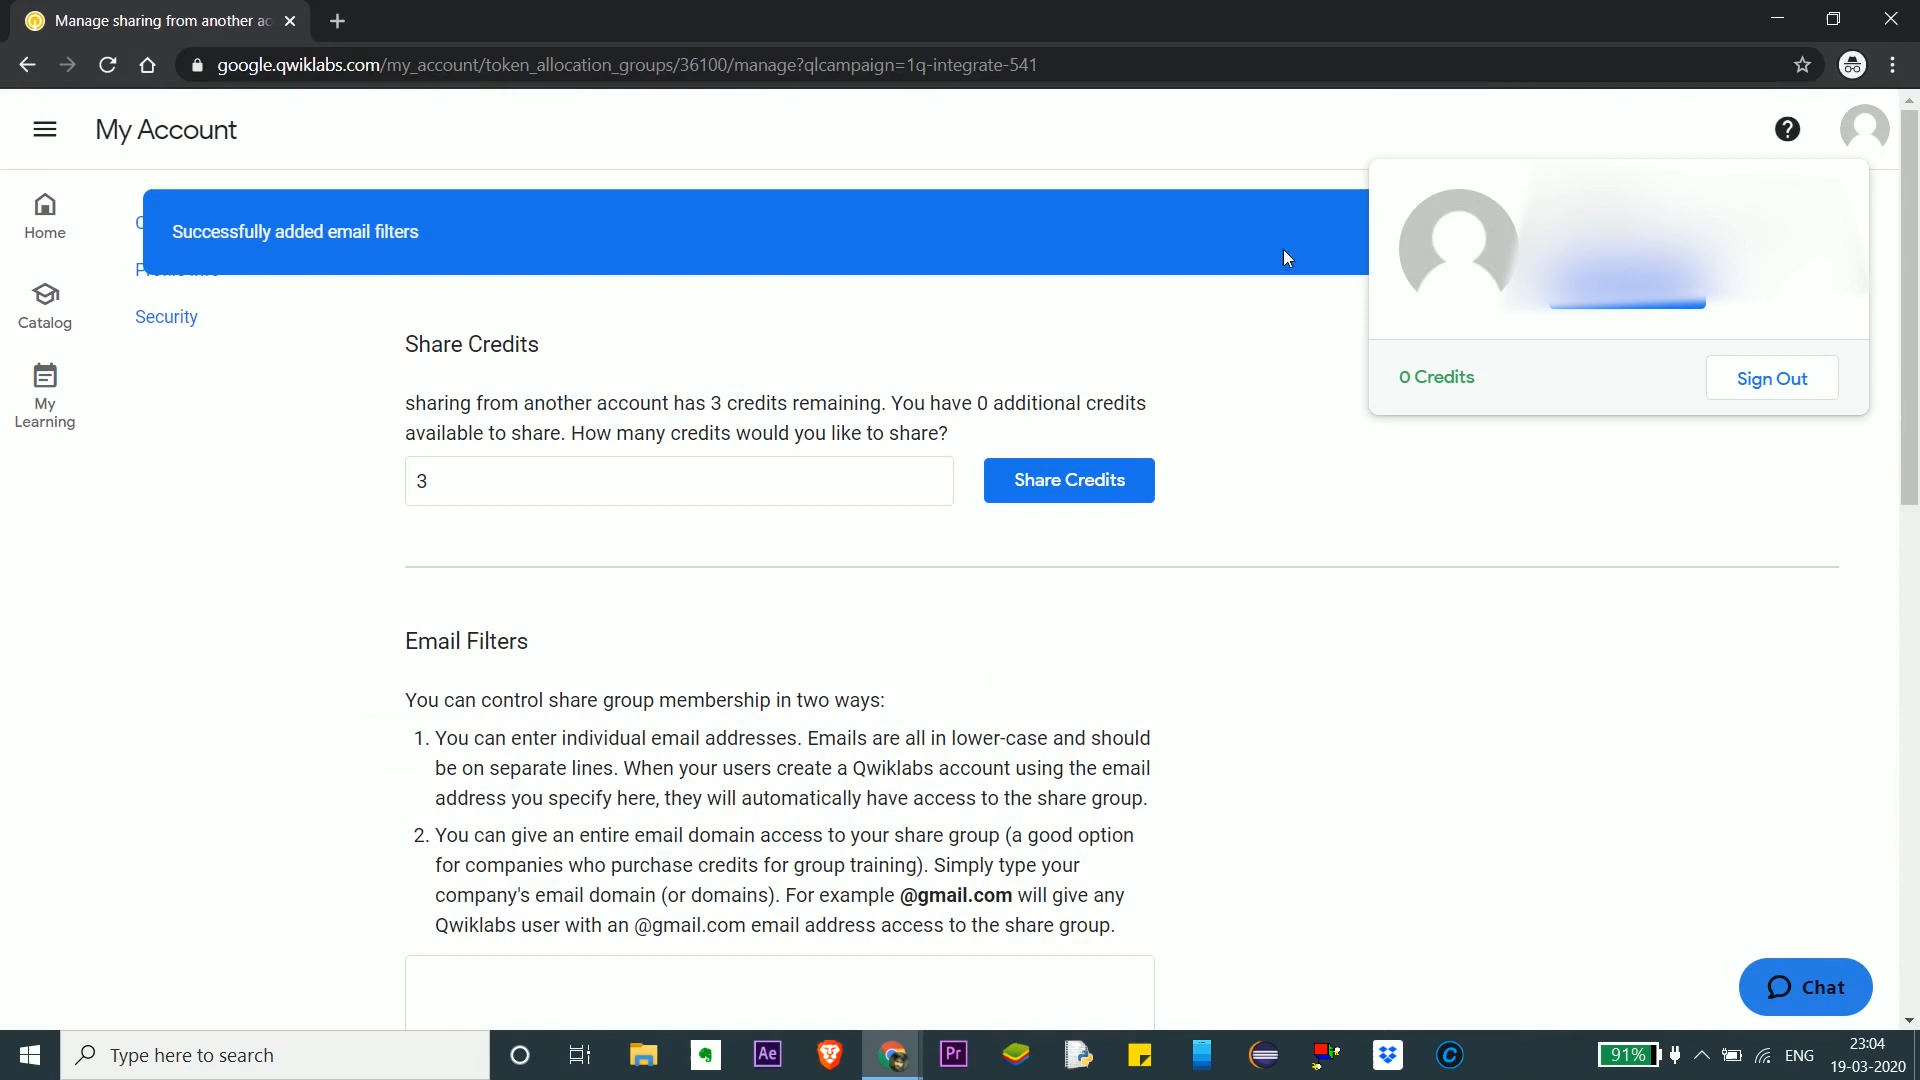 Manage sharing from another ac
google.qwiklabs.com/my_account/token_allocation_groups/36100/manage?qlcampaign=1q-integrate-541
My Account
Home
Catalog
My
Learning
Successfully added email filters
Security
0 Credits
Sign Out
Share Credits
sharing from another account has 3 credits remaining. You have 0 additional credits
available to share. How many credits would you like to share?
3
Share Credits
Email Filters
You can control share group membership in two ways:
1. You can enter individual email addresses. Emails are all in lower-case and should
be on separate lines. When your users create a Qwiklabs account using the email
address you specify here, they will automatically have access to the share group.
2. You can give an entire email domain access to your share group (a good option
for companies who purchase credits for group training). Simply type your
company's email domain (or domains). For example @gmail.com will give any
Qwiklabs user with an @gmail.com email address access to the share group.
Chat
Type here to search
Ae
Pr
91%
ENG
23:04
19-03-2020